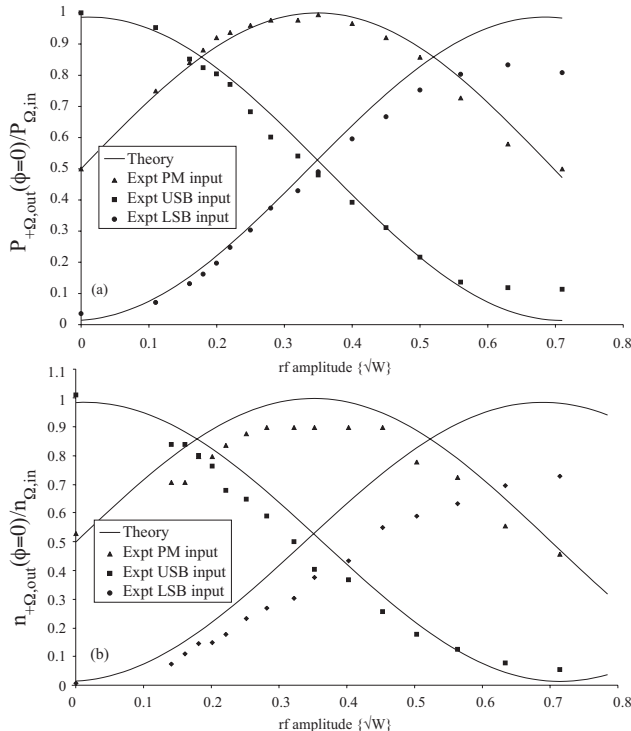 P+Ω,out(ϕ=0)/PΩ,in
1
0.9
0.8
0.7
0.6
0.5
0.4
0.3
0.2
0.1
0
Theory
Expt PM input
Expt USB input
Expt LSB input
(a)
0 0.1 0.2 0.3 0.4 0.5 0.6 0.7 0.8
rf amplitude {√W}
n+Ω,out(ϕ=0)/nΩ,in
1.1
1
0.9
0.8
0.7
0.6
0.5
0.4
0.3
0.2
0.1
0
Theory
Expt PM input
Expt USB input
Expt LSB input
(b)
0 0.1 0.2 0.3 0.4 0.5 0.6 0.7 0.8
rf amplitude {√W}